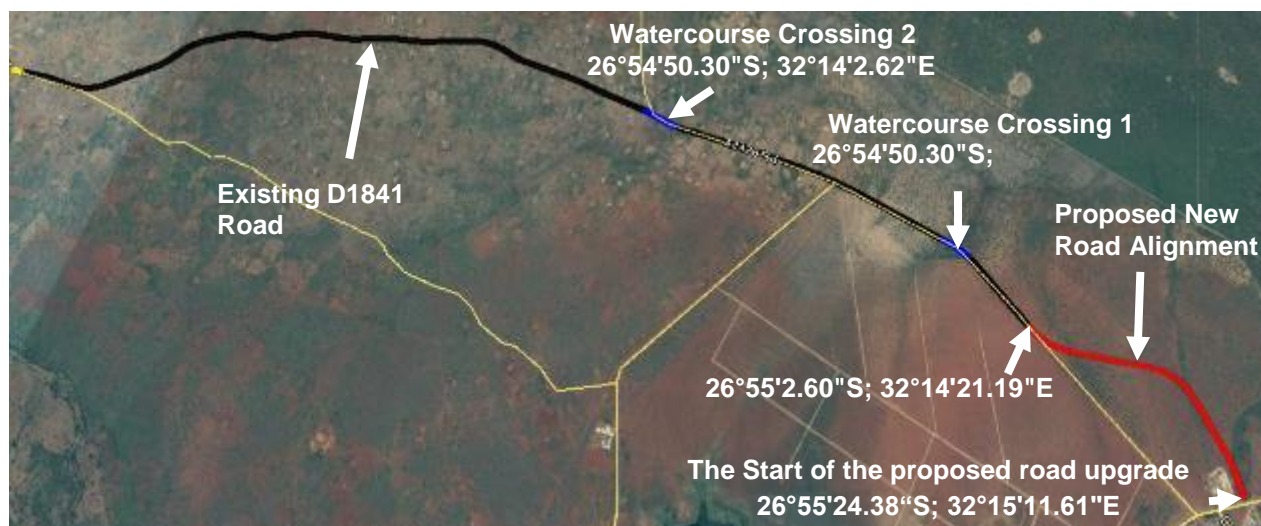 Watercourse Crossing 2
26°54'50.30"S; 32°14'2.62"E
Watercourse Crossing 1
26°54'50.30"S;
Existing D1841
Road
Proposed New
Road Alignment
26°55'2.60"S; 32°14'21.19"E
The Start of the proposed road upgrade
26°55'24.38“S; 32°15'11.61"E